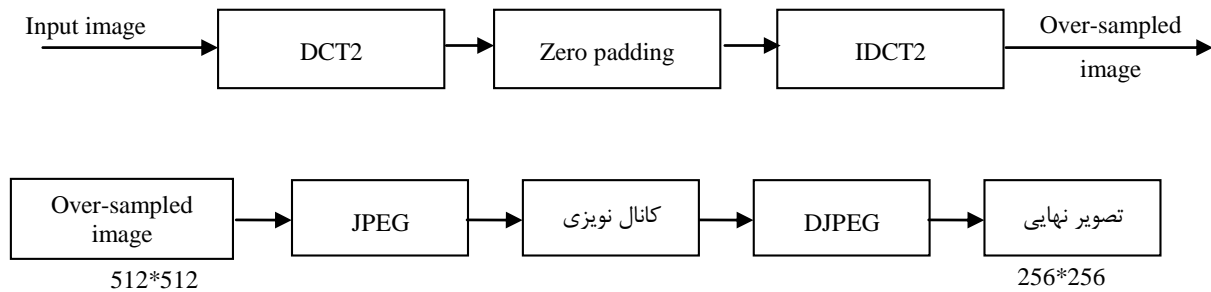 Input image
DCT2
Zero padding
IDCT2
Over-sampled
image
Over-sampled
image
JPEG
کانال نویزی
DJPEG
تصویر نهایی
512*512
256*256